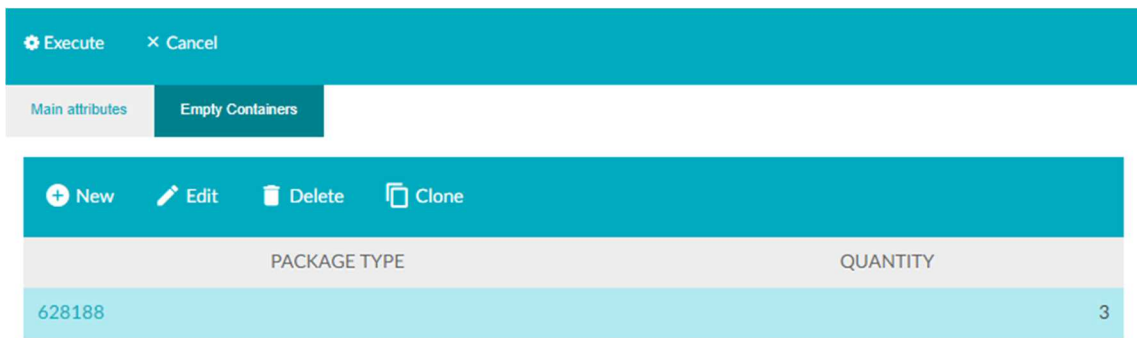 Execute Cancel
Main attributes Empty Containers
New Edit Delete Clone
PACKAGE TYPE QUANTITY
628188 3